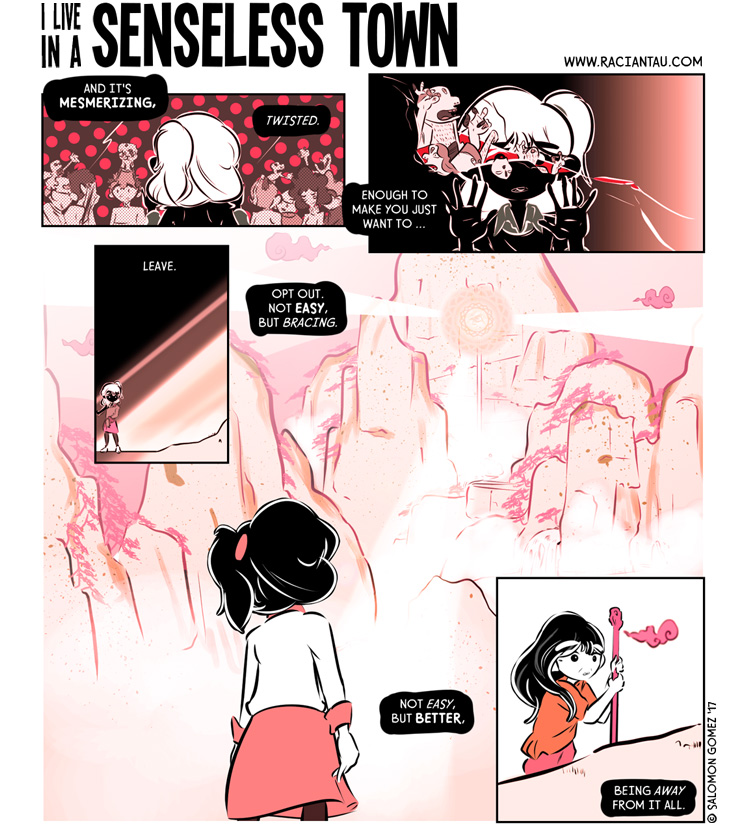 I LIVE
IN A SENSELESS TOWN
WWW.RACIANTAU.COM
AND IT'S
MESMERIZING,
TWISTED.
ENOUGH TO
MAKE YOU JUST
WANT TO ...
LEAVE.
OPT OUT.
NOT EASY,
BUT BRACING.
NOT EASY,
BUT BETTER,
BEING AWAY
FROM IT ALL.
© SALOMON GOMEZ '17